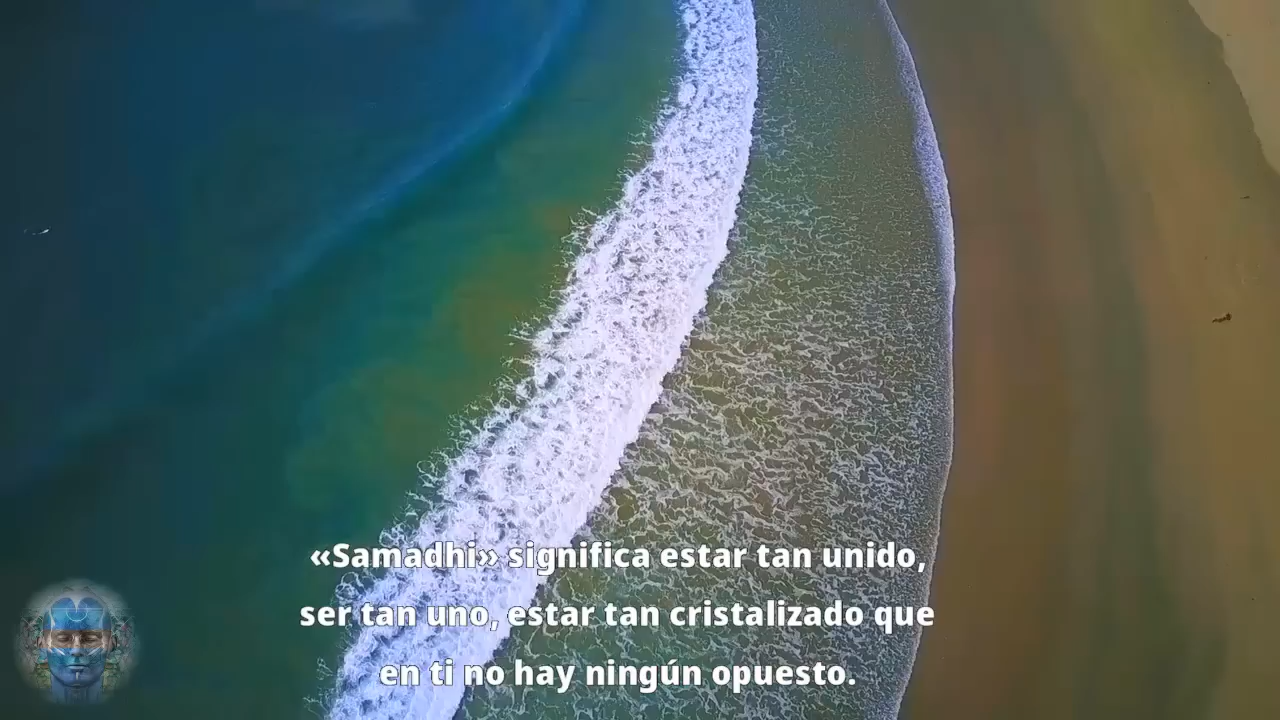 «Samadhi» significa estar tan unido,
ser tan uno, estar tan cristalizado que
en ti no hay ningún opuesto.